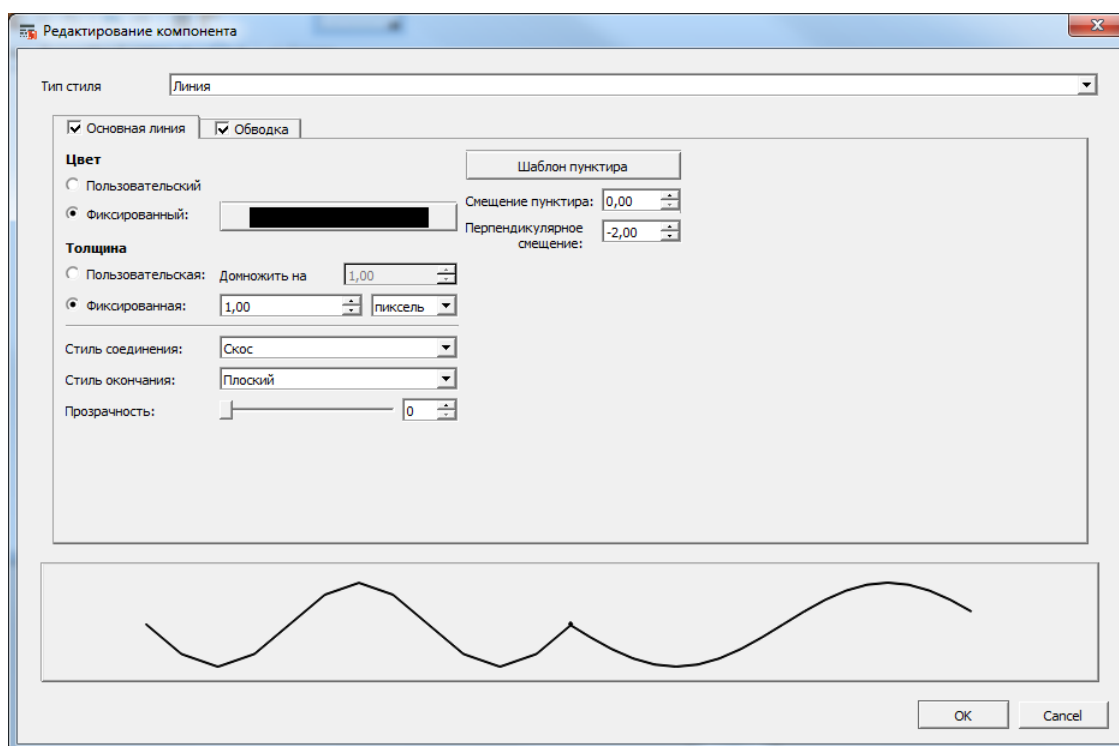 Редактирование компонента
Тип стиля
Линия
Основная линия
Обводка
Цвет
Пользовательский
Фиксированный:
Толщина
Пользовательская:
Домножить на
1,00
Фиксированная:
1,00
пиксель
Стиль соединения:
Скос
Стиль окончания:
Плоский
Прозрачность:
0
Шаблон пунктира
Смещение пунктира:
0,00
Перпендикулярное
смещение:
-2,00
OK
Cancel